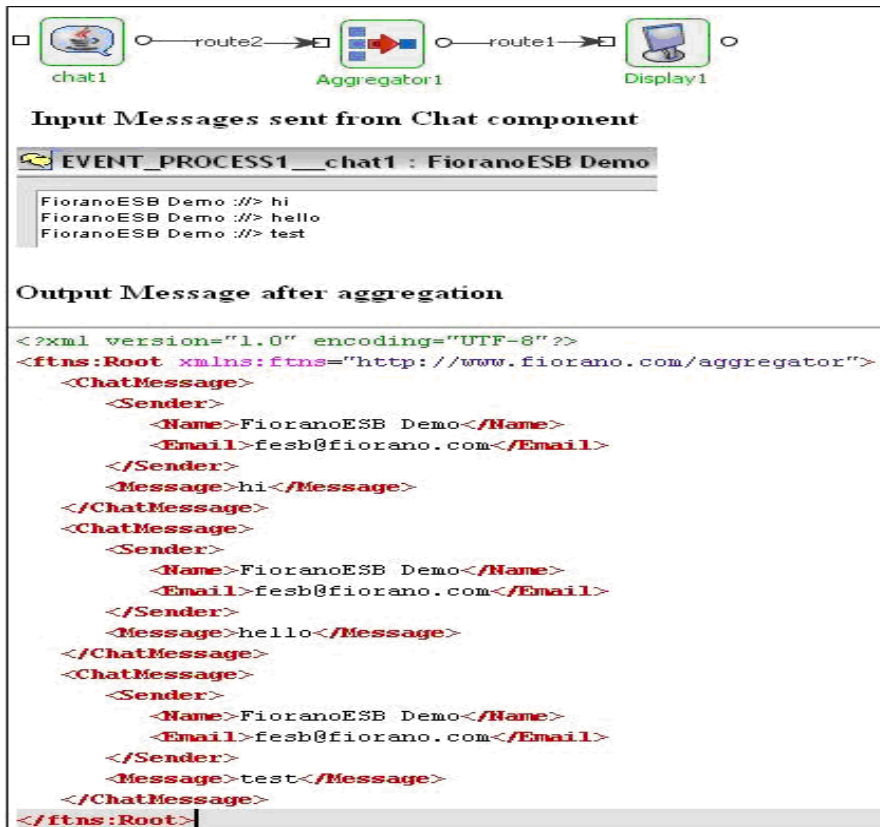 route2
route1
chat1
Aggregator1
Display1
Input Messages sent from Chat component
EVENT_PROCESS1__chat1 : FioranoESB Demo
FioranoESB Demo ://> hi
FioranoESB Demo ://> hello
FioranoESB Demo ://> test
Output Message after aggregation
<?xml version="1.0" encoding="UTF-8"?>
<ftns:Root xmlns:ftns="http://www.fiorano.com/aggregator">
<ChatMessage>
<Sender>
<Name>FioranoESB Demo</Name>
<Email>fesb@fiorano.com</Email>
</Sender>
<Message>hi</Message>
</ChatMessage>
<ChatMessage>
<Sender>
<Name>FioranoESB Demo</Name>
<Email>fesb@fiorano.com</Email>
</Sender>
<Message>hello</Message>
</ChatMessage>
<ChatMessage>
<Sender>
<Name>FioranoESB Demo</Name>
<Email>fesb@fiorano.com</Email>
</Sender>
<Message>test</Message>
</ChatMessage>
</ftns:Root>